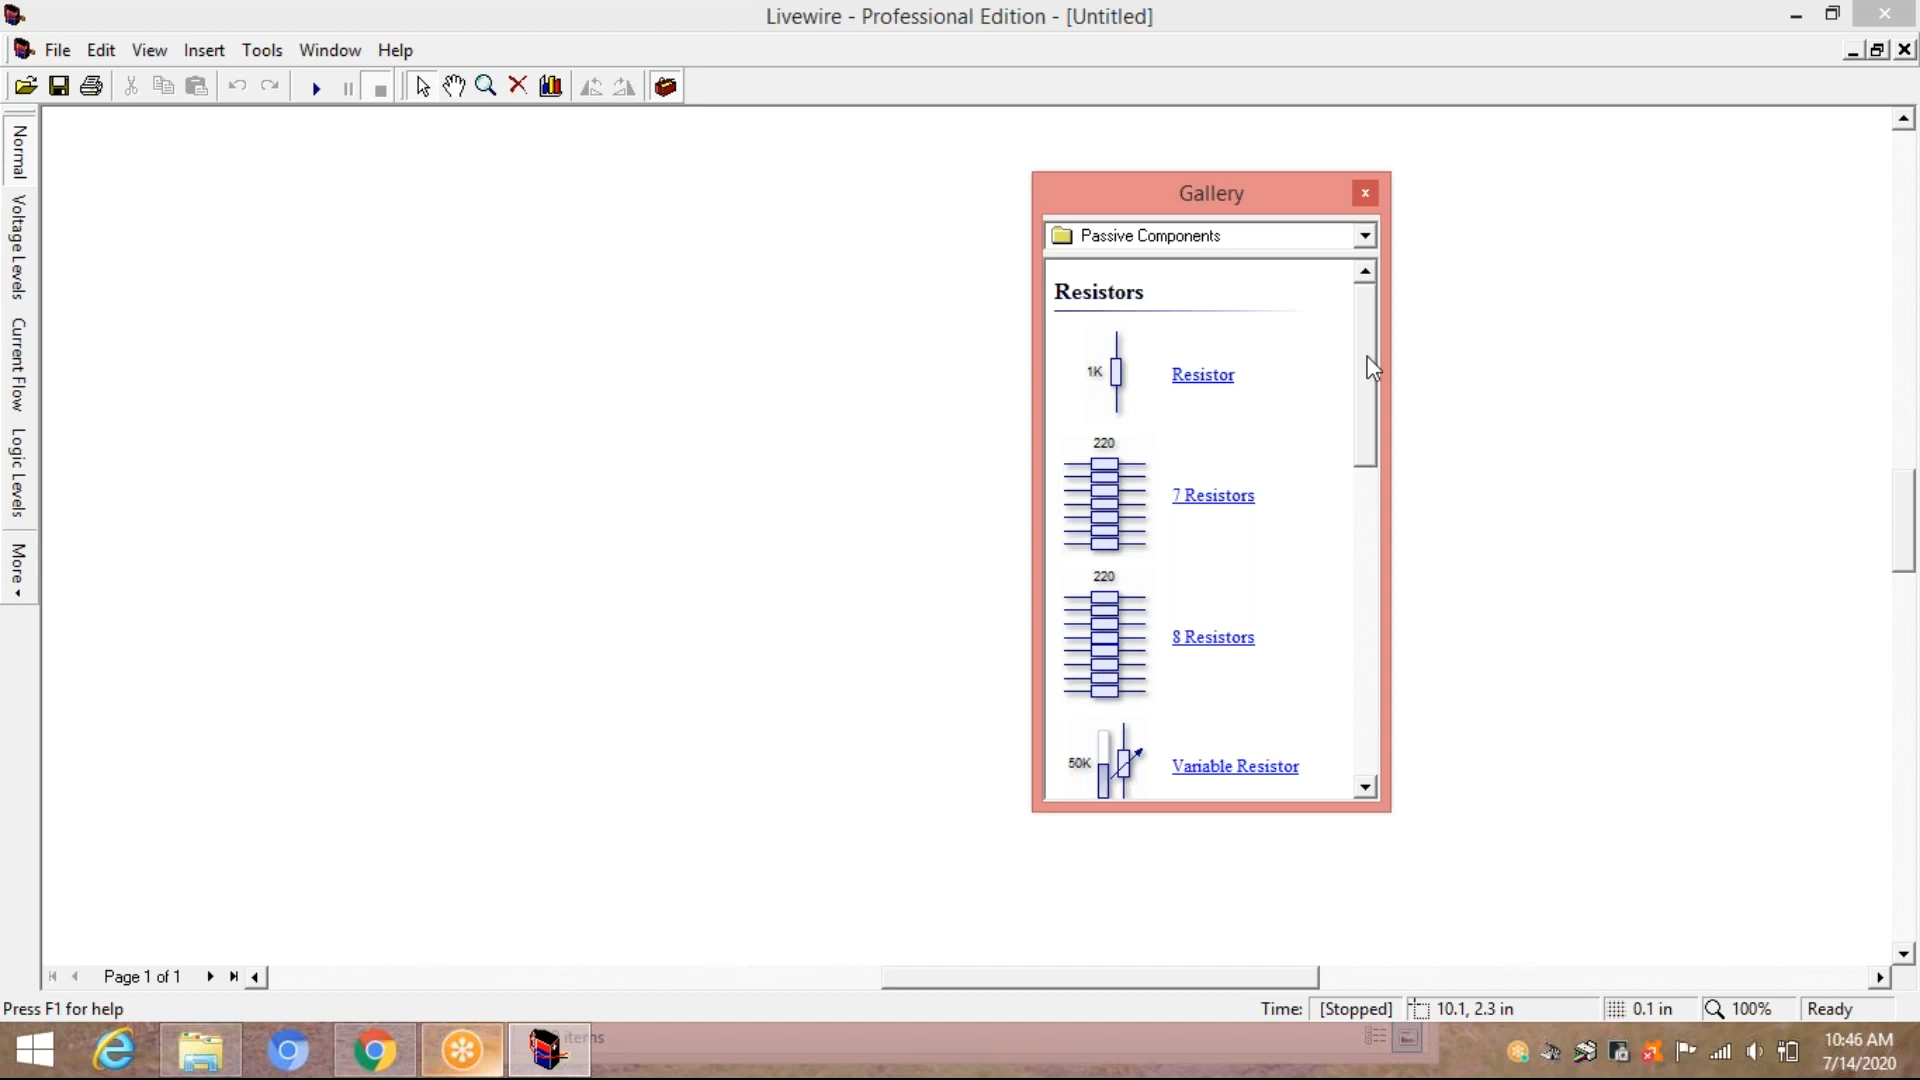 Livewire - Professional Edition - [Untitled]
File Edit View Insert Tools Window Help
Normal
Voltage Levels
Current Flow
Logic Levels
More
Gallery
Passive Components
Resistors
1K Resistor
220
7 Resistors
220
8 Resistors
50K Variable Resistor
Page 1 of 1
Press F1 for help Time: [Stopped] 10.1, 2.3 in 0.1 in 100% Ready
items
10:46 AM
7/14/2020